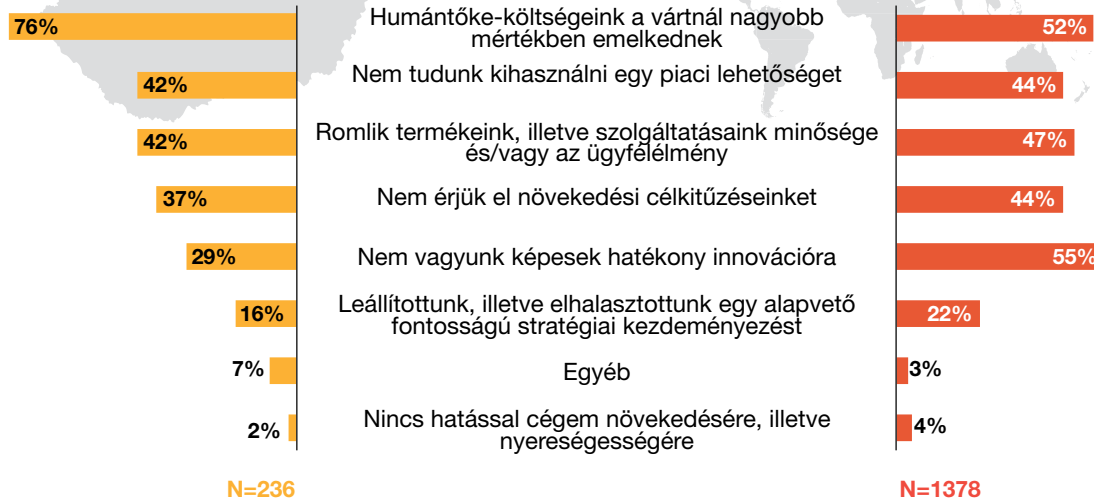 76%
Humántőke-költségeink a vártnál nagyobb
mértékben emelkednek
52%
42%
Nem tudunk kihasználni egy piaci lehetőséget
44%
42%
Romlik termékeink, illetve szolgáltatásaink minősége
és/vagy az ügyfélélmény
47%
37%
Nem érjük el növekedési célkitűzéseinket
44%
29%
Nem vagyunk képesek hatékony innovációra
55%
16%
Leállítottunk, illetve elhalasztottunk egy alapvető
fontosságú stratégiai kezdeményezést
22%
7%
Egyéb
3%
2%
Nincs hatással cégem növekedésére, illetve
nyereségességére
4%
N=236
N=1378